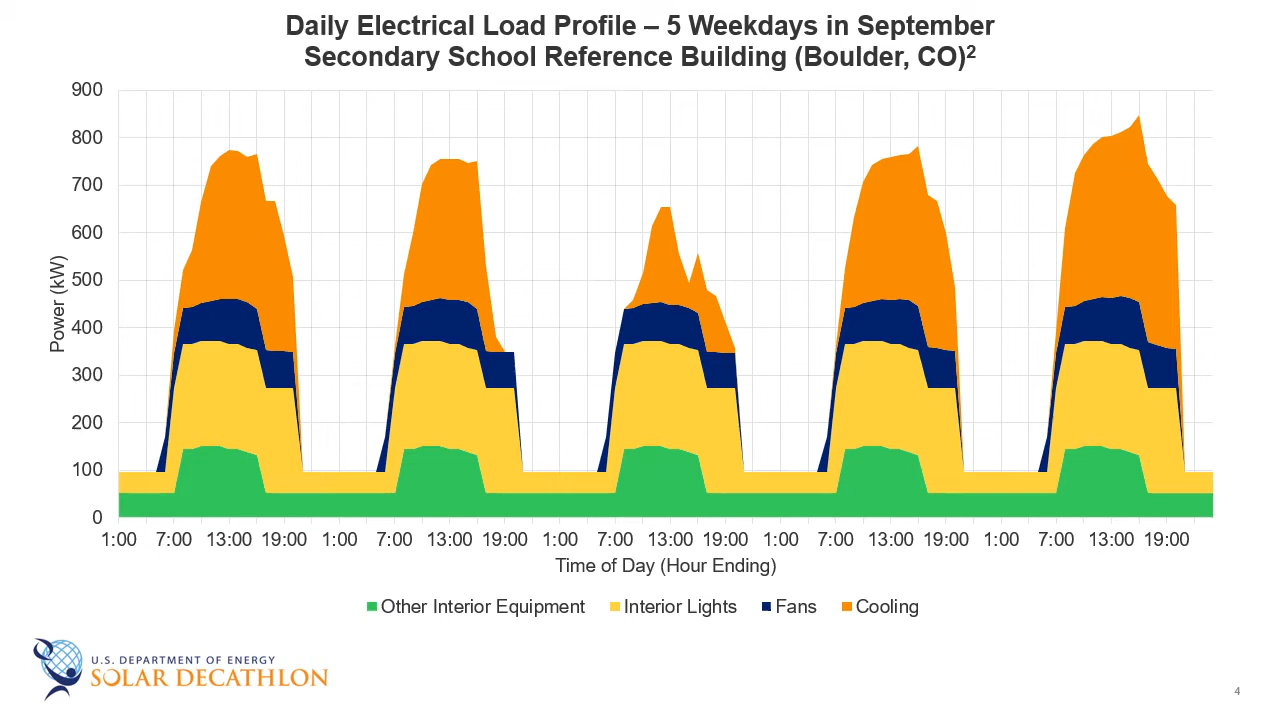 Daily Electrical Load Profile – 5 Weekdays in September
Secondary School Reference Building (Boulder, CO)²
900
800
700
600
500
400
300
200
100
0
Power (kW)
1:00 7:00 13:00 19:00 1:00 7:00 13:00 19:00 1:00 7:00 13:00 19:00 1:00 7:00 13:00 19:00 1:00 7:00 13:00 19:00
Time of Day (Hour Ending)
Other Interior Equipment Interior Lights Fans Cooling
U.S. DEPARTMENT OF ENERGY
SOLAR DECATHLON
4